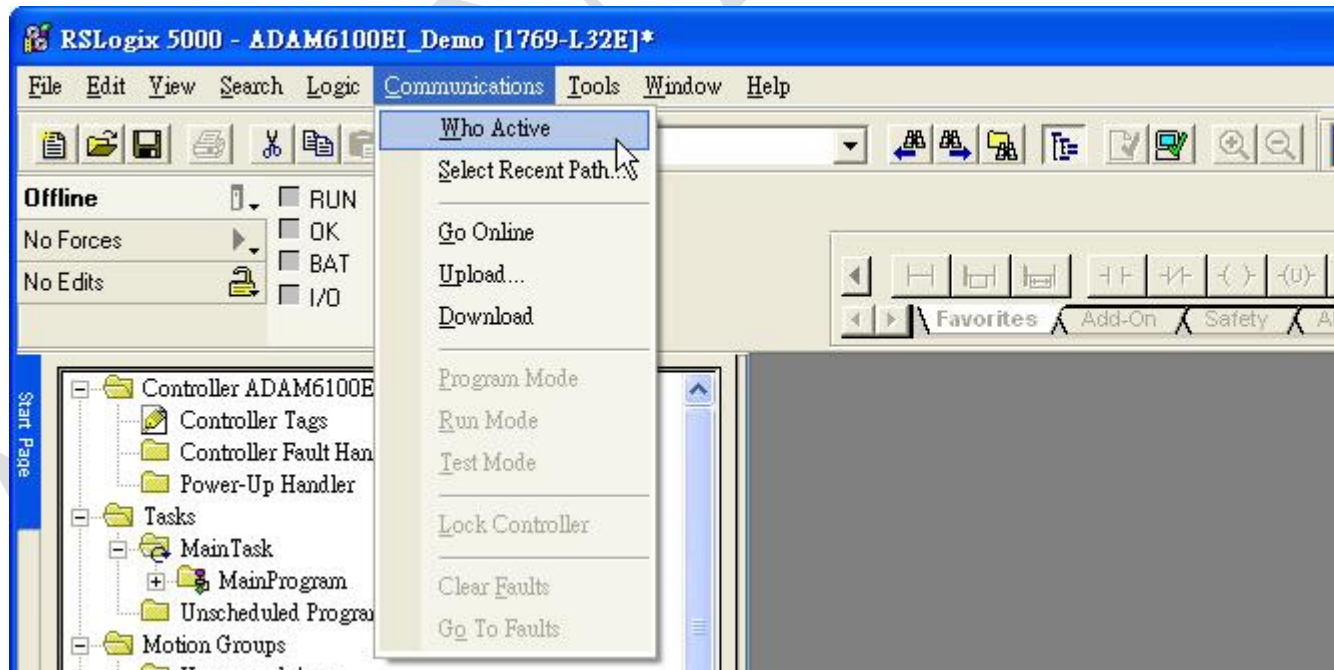 RSLogix 5000 - ADAM6100EI_Demo [1769-L32E]*
File Edit View Search Logic Communications Tools Window Help
Who Active
Select Recent Path...
Go Online
Upload...
Download
Program Mode
Run Mode
Test Mode
Lock Controller
Clear Faults
Go To Faults
Offline
RUN
No Forces
OK
No Edits
BAT
I/O
Favorites Add-On Safety
Start Page
Controller ADAM6100E
Controller Tags
Controller Fault Han
Power-Up Handler
Tasks
MainTask
MainProgram
Unscheduled Progra
Motion Groups